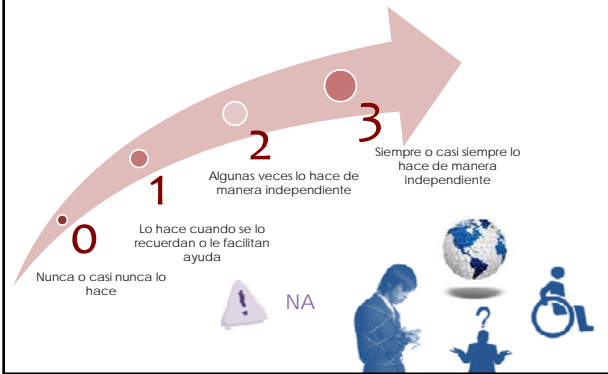 0
Nunca o casi nunca lo
hace
1
Lo hace cuando se lo
recuerdan o le facilitan
ayuda
2
Algunas veces lo hace de
manera independiente
3
Siempre o casi siempre lo
hace de manera
independiente
!
NA
?